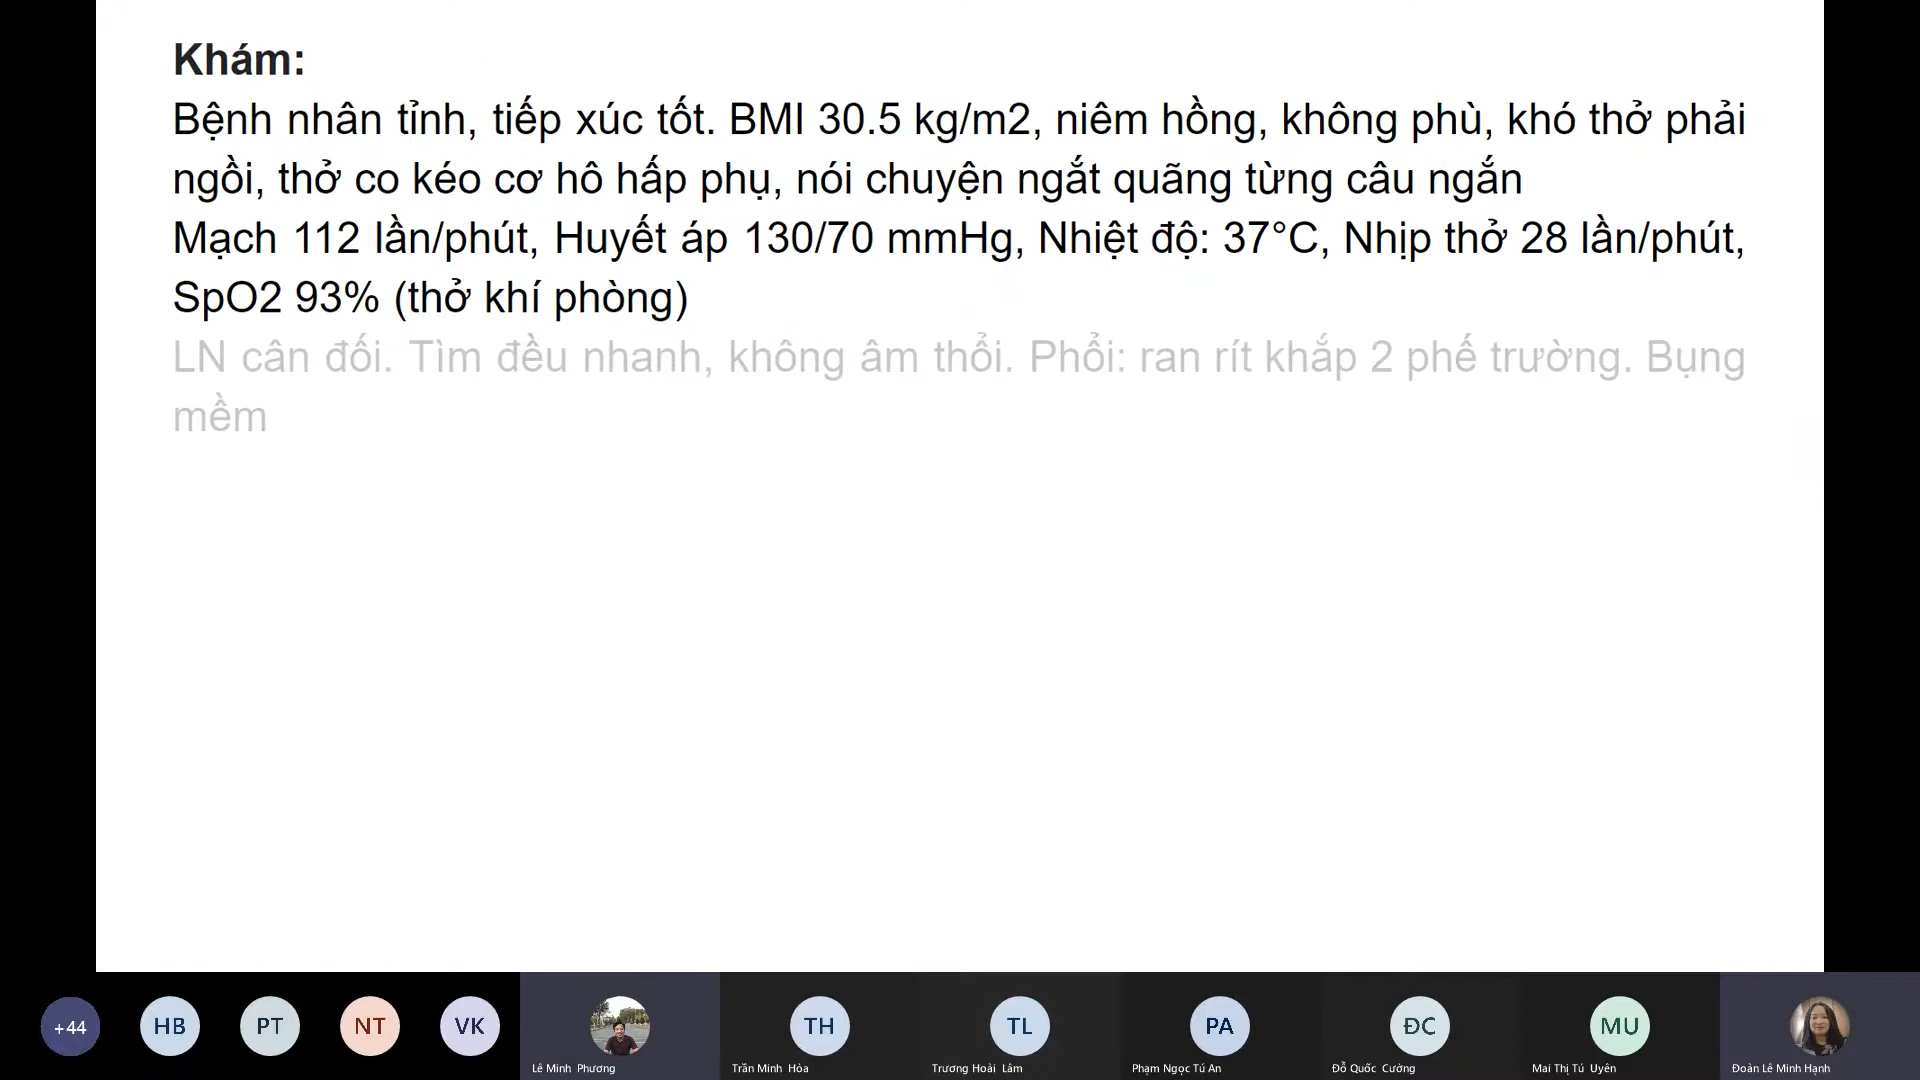 Khám:
Bệnh nhân tỉnh, tiếp xúc tốt. BMI 30.5 kg/m2, niêm hồng, không phù, khó thở phải
ngồi, thở co kéo cơ hô hấp phụ, nói chuyện ngắt quãng từng câu ngắn
Mạch 112 lần/phút, Huyết áp 130/70 mmHg, Nhiệt độ: 37°C, Nhịp thở 28 lần/phút,
SpO2 93% (thở khí phòng)
LN cân đối. Tìm đều nhanh, không âm thổi. Phổi: ran rít khắp 2 phế trường. Bụng
mềm
+44 HB PT NT VK TH TL PA ĐC MU
Lê Minh Phương Trần Minh Hòa Trương Hoài Lâm Phạm Ngọc Tú An Đỗ Quốc Cường Mai Thị Tú Uyên Đoàn Lê Minh Hạnh